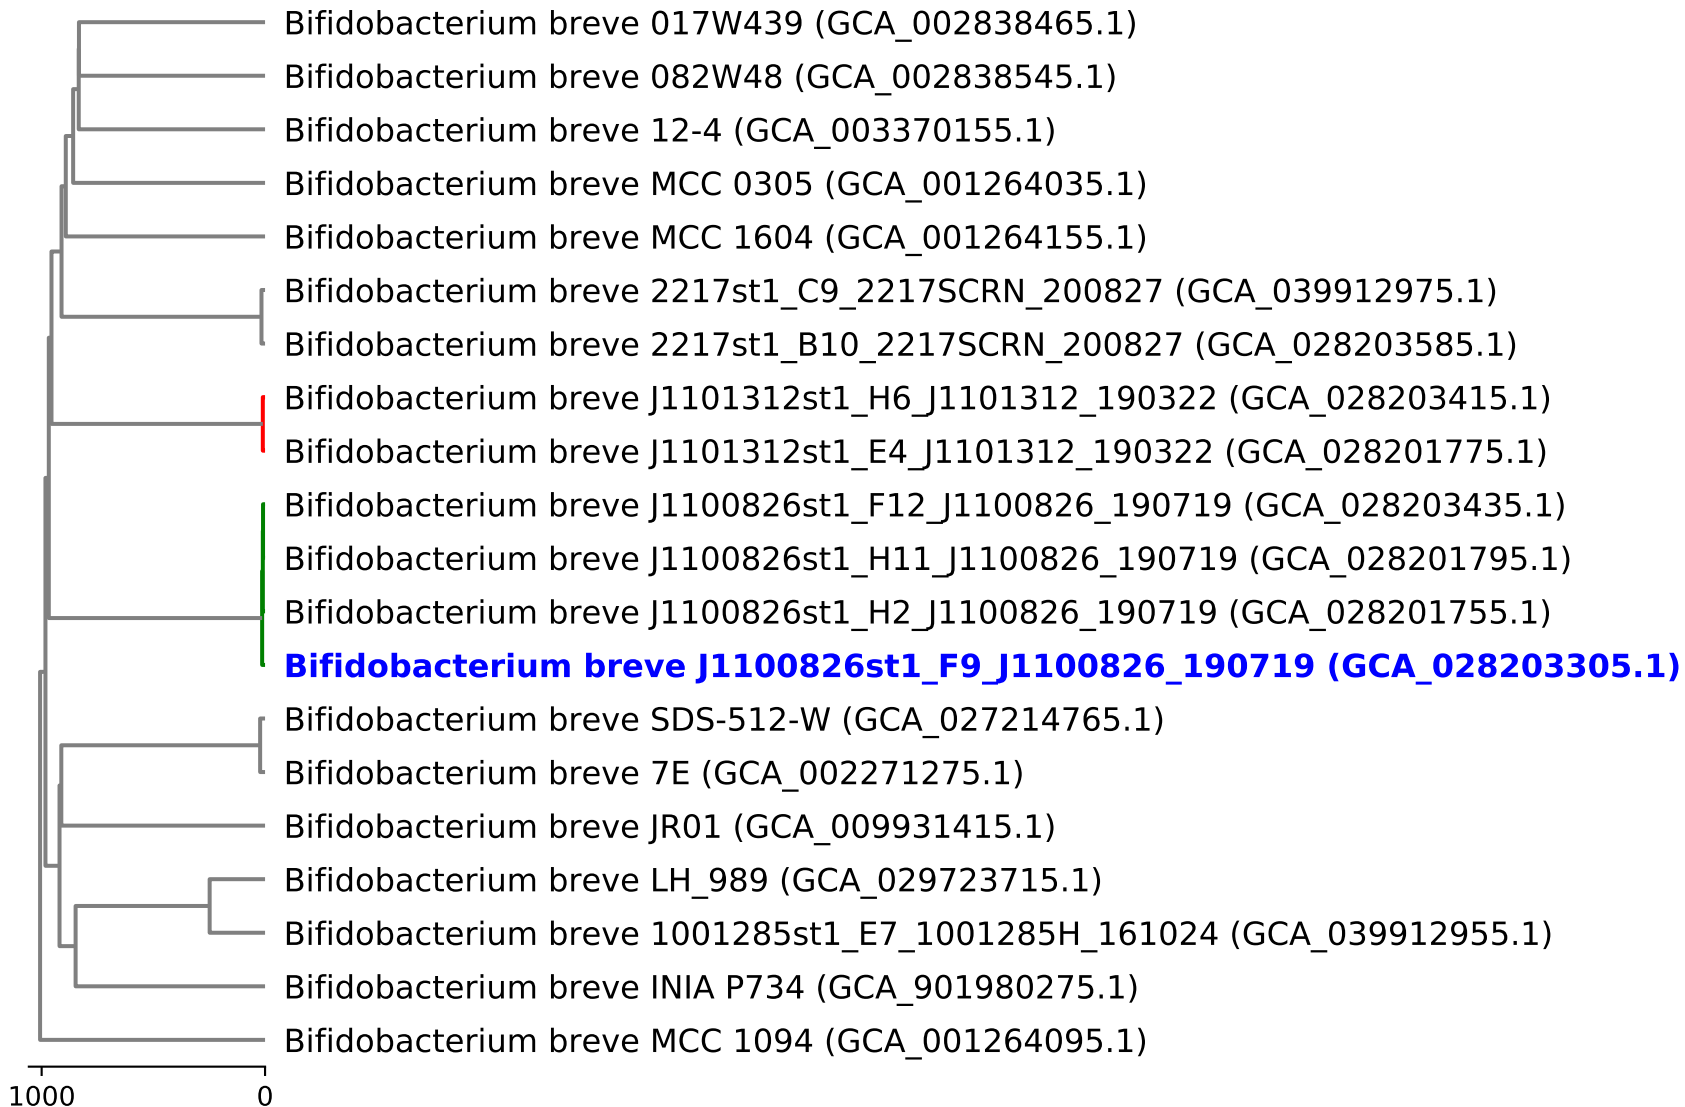 Bifidobacterium breve 017W439 (GCA_002838465.1)
Bifidobacterium breve 082W48 (GCA_002838545.1)
Bifidobacterium breve 12-4 (GCA_003370155.1)
Bifidobacterium breve MCC 0305 (GCA_001264035.1)
Bifidobacterium breve MCC 1604 (GCA_001264155.1)
Bifidobacterium breve 2217st1_C9_2217SCRN_200827 (GCA_039912975.1)
Bifidobacterium breve 2217st1_B10_2217SCRN_200827 (GCA_028203585.1)
Bifidobacterium breve J1101312st1_H6_J1101312_190322 (GCA_028203415.1)
Bifidobacterium breve J1101312st1_E4_J1101312_190322 (GCA_028201775.1)
Bifidobacterium breve J1100826st1_F12_J1100826_190719 (GCA_028203435.1)
Bifidobacterium breve J1100826st1_H11_J1100826_190719 (GCA_028201795.1)
Bifidobacterium breve J1100826st1_H2_J1100826_190719 (GCA_028201755.1)
Bifidobacterium breve J1100826st1_F9_J1100826_190719 (GCA_028203305.1)
Bifidobacterium breve SDS-512-W (GCA_027214765.1)
Bifidobacterium breve 7E (GCA_002271275.1)
Bifidobacterium breve JR01 (GCA_009931415.1)
Bifidobacterium breve LH_989 (GCA_029723715.1)
Bifidobacterium breve 1001285st1_E7_1001285H_161024 (GCA_039912955.1)
Bifidobacterium breve INIA P734 (GCA_901980275.1)
Bifidobacterium breve MCC 1094 (GCA_001264095.1)
1000 0